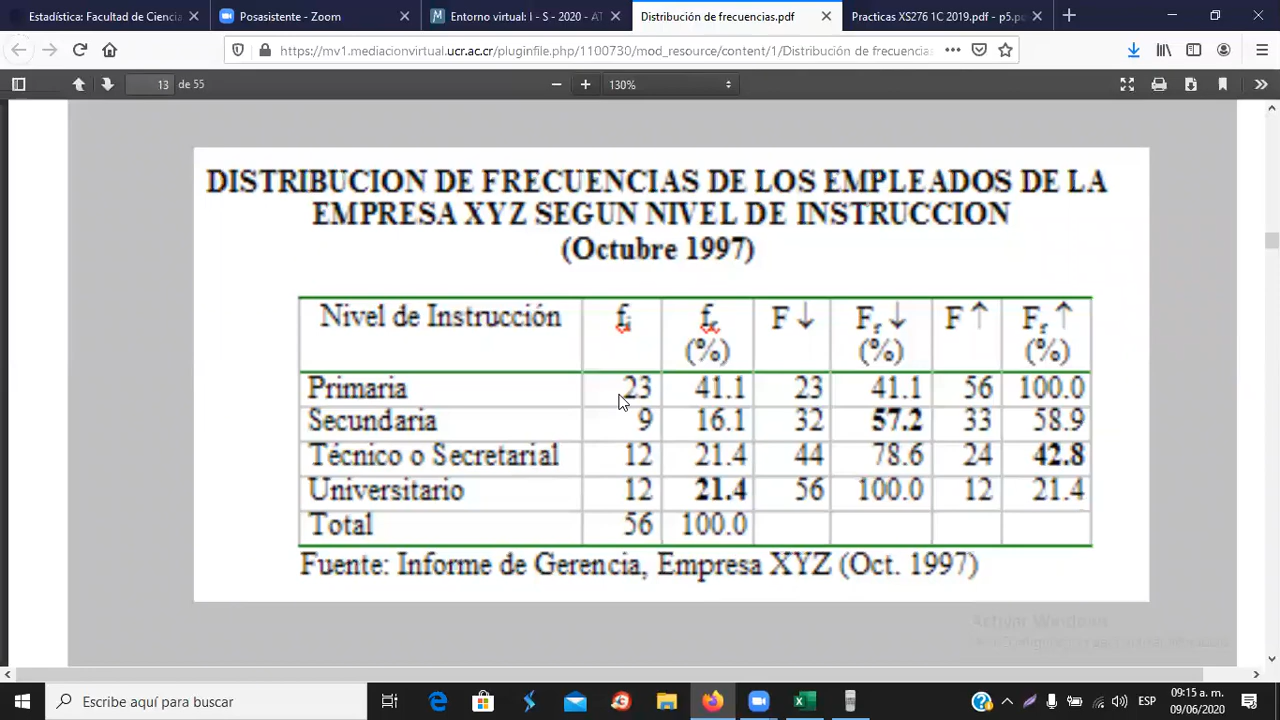 Estadística: Facultad de Ciencia
Posasistente - Zoom
Entorno virtual: I - S - 2020 - AT
Distribución de frecuencias.pdf
Practicas XS276 1C 2019.pdf - p5.p
https://mv1.mediacionvirtual.ucr.ac.cr/pluginfile.php/1100730/mod_resource/content/1/Distribución de frecuencias
13 de 55
130%
DISTRIBUCION DE FRECUENCIAS DE LOS EMPLEADOS DE LA
EMPRESA XYZ SEGUN NIVEL DE INSTRUCCION
(Octubre 1997)
Nivel de Instrucción fi fr (%) F↓ Fr↓ (%) F↑ Fr↑ (%)
Primaria 23 41.1 23 41.1 56 100.0
Secundaria 9 16.1 32 57.2 33 58.9
Técnico o Secretarial 12 21.4 44 78.6 24 42.8
Universitario 12 21.4 56 100.0 12 21.4
Total 56 100.0
Fuente: Informe de Gerencia, Empresa XYZ (Oct. 1997)
Activar Windows
Escribe aquí para buscar
ESP
09:15 a. m.
09/06/2020